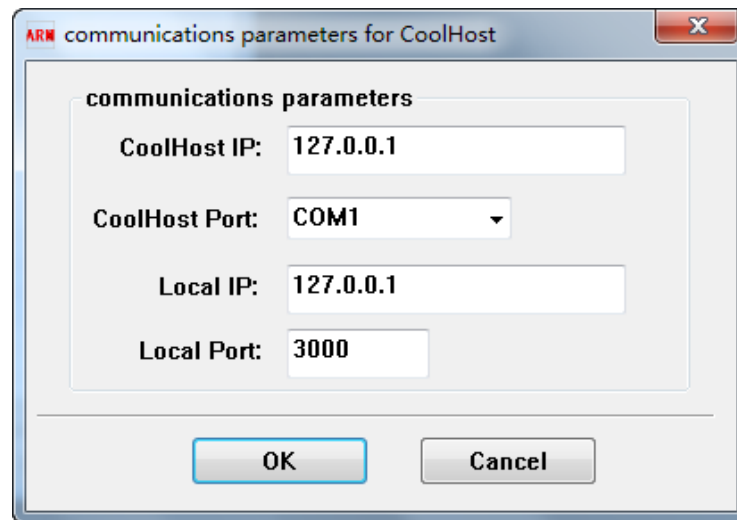 ARM communications parameters for CoolHost
communications parameters
CoolHost IP: 127.0.0.1
CoolHost Port: COM1
Local IP: 127.0.0.1
Local Port: 3000
OK Cancel